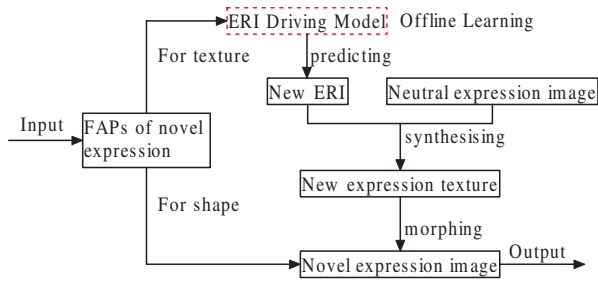 ERI Driving Model Offline Learning
For texture
predicting
New ERI
Neutral expression image
Input
FAPs of novel
expression
synthesising
New expression texture
For shape
morphing
Novel expression image
Output